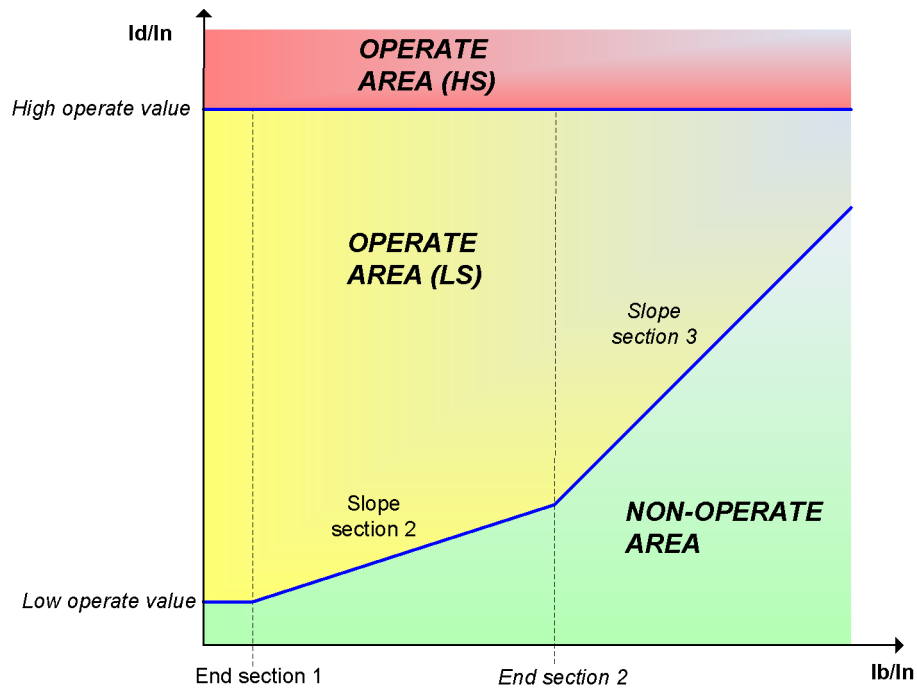 Id/In
OPERATE
AREA (HS)
High operate value
OPERATE
AREA (LS)
Slope
section 3
Slope
section 2
NON-OPERATE
AREA
Low operate value
End section 1
End section 2
Ib/In